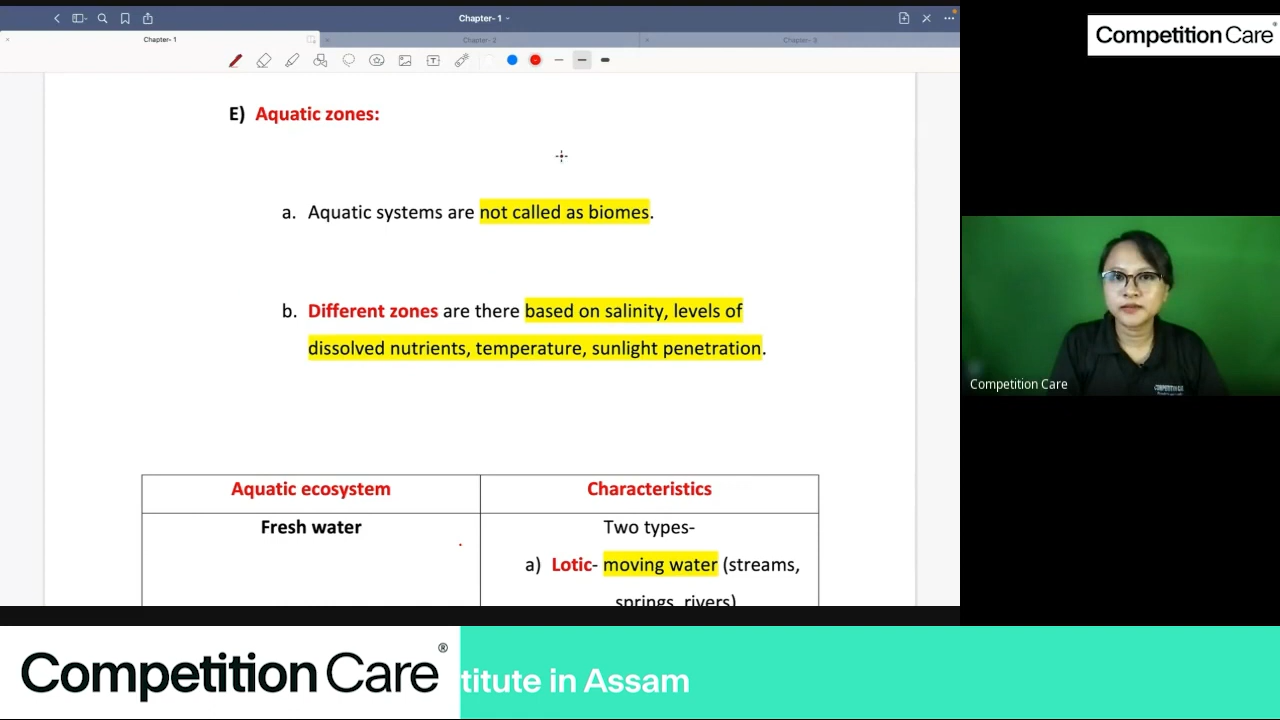 Chapter- 1
Competition Care
Chapter- 1
Chapter- 2
Chapter- 3
E) Aquatic zones:
a. Aquatic systems are not called as biomes.
b. Different zones are there based on salinity, levels of
dissolved nutrients, temperature, sunlight penetration.
Competition Care
Aquatic ecosystem
Characteristics
Fresh water
Two types-
a) Lotic- moving water (streams,
springs, rivers)
Competition Care®
titute in Assam